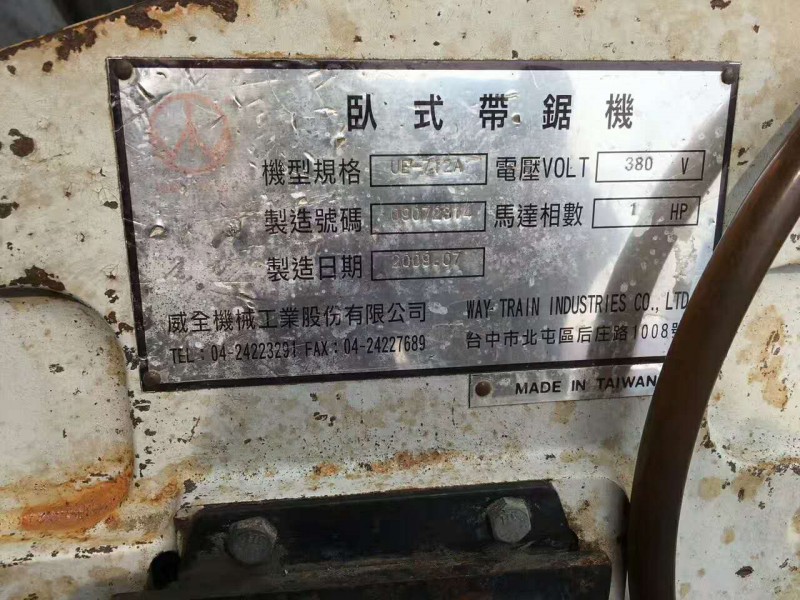 臥式帶鋸機
機型規格 UE-712A 電壓VOLT 380 V
製造號碼 馬達相數 1 HP
製造日期 2009.07
威全機械工業股份有限公司 WAY TRAIN INDUSTRIES CO., LTD
TEL:04-24223291 FAX:04-24227689 台中市北屯區后庄路1008號
MADE IN TAIWAN